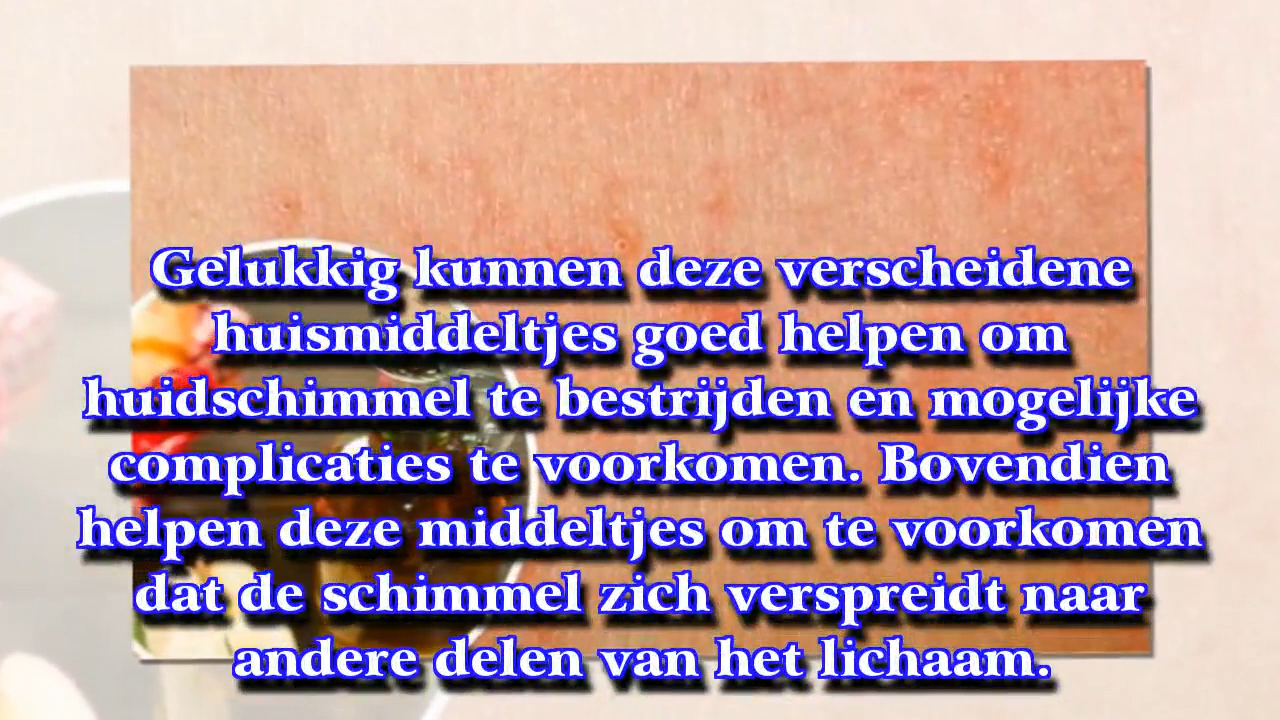 Gelukkig kunnen deze verscheidene
huismiddeltjes goed helpen om
huidschimmel te bestrijden en mogelijke
complicaties te voorkomen. Bovendien
helpen deze middeltjes om te voorkomen
dat de schimmel zich verspreidt naar
andere delen van het lichaam.